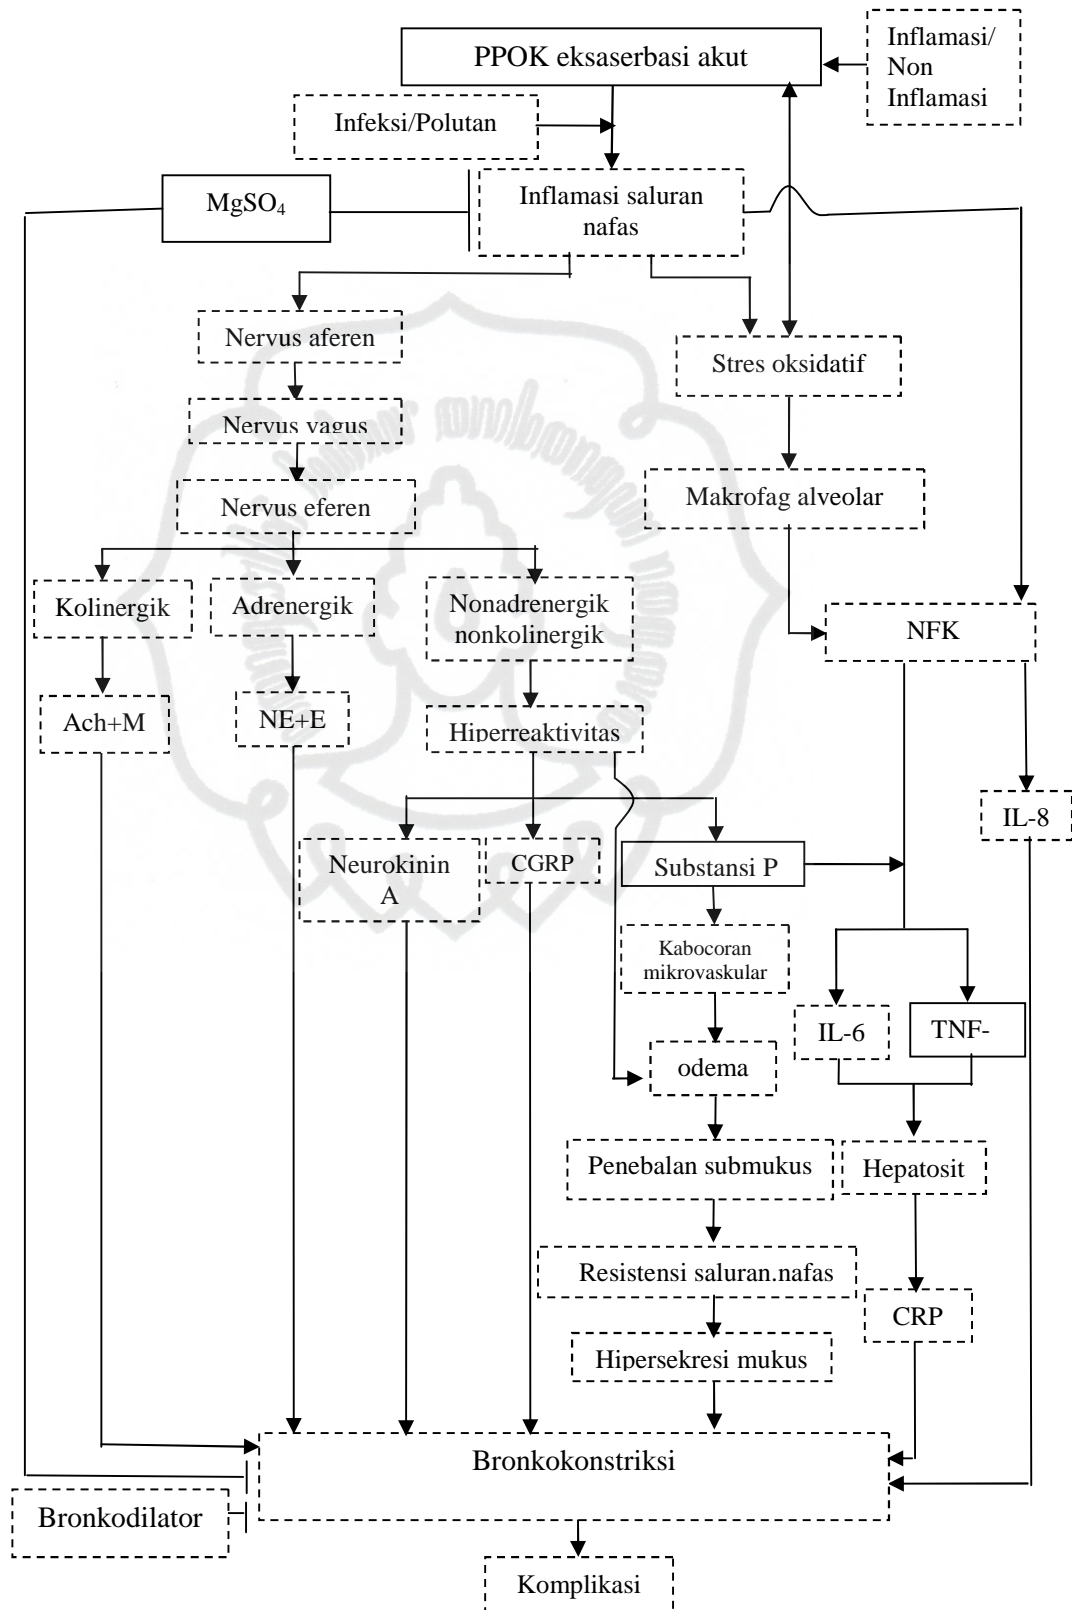 PPOK eksaserbasi akut
Inflamasi/
Non
Inflamasi
Infeksi/Polutan
MgSO₄
Inflamasi saluran
nafas
Nervus aferen
Stres oksidatif
Nervus vagus
Makrofag alveolar
Nervus eferen
Kolinergik
Adrenergik
Nonadrenergik
nonkolinergik
NFK
Ach+M
NE+E
Hiperreaktivitas
IL-8
Neurokinin
A
CGRP
Substansi P
Kabocoran
mikrovaskular
IL-6
TNF-
odema
Penebalan submukus
Hepatosit
Resistensi saluran.nafas
CRP
Hipersekresi mukus
Bronkokonstriksi
Bronkodilator
Komplikasi